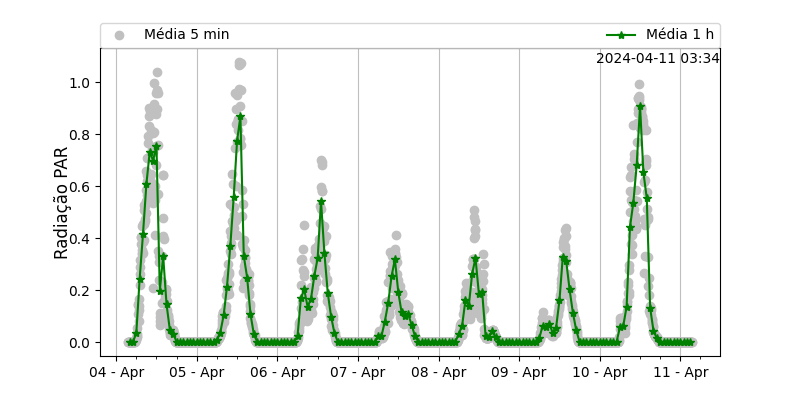 Média 5 min
Média 1 h
2024-04-11 03:34
Radiação PAR
1.0
0.8
0.6
0.4
0.2
0.0
04 - Apr
05 - Apr
06 - Apr
07 - Apr
08 - Apr
09 - Apr
10 - Apr
11 - Apr